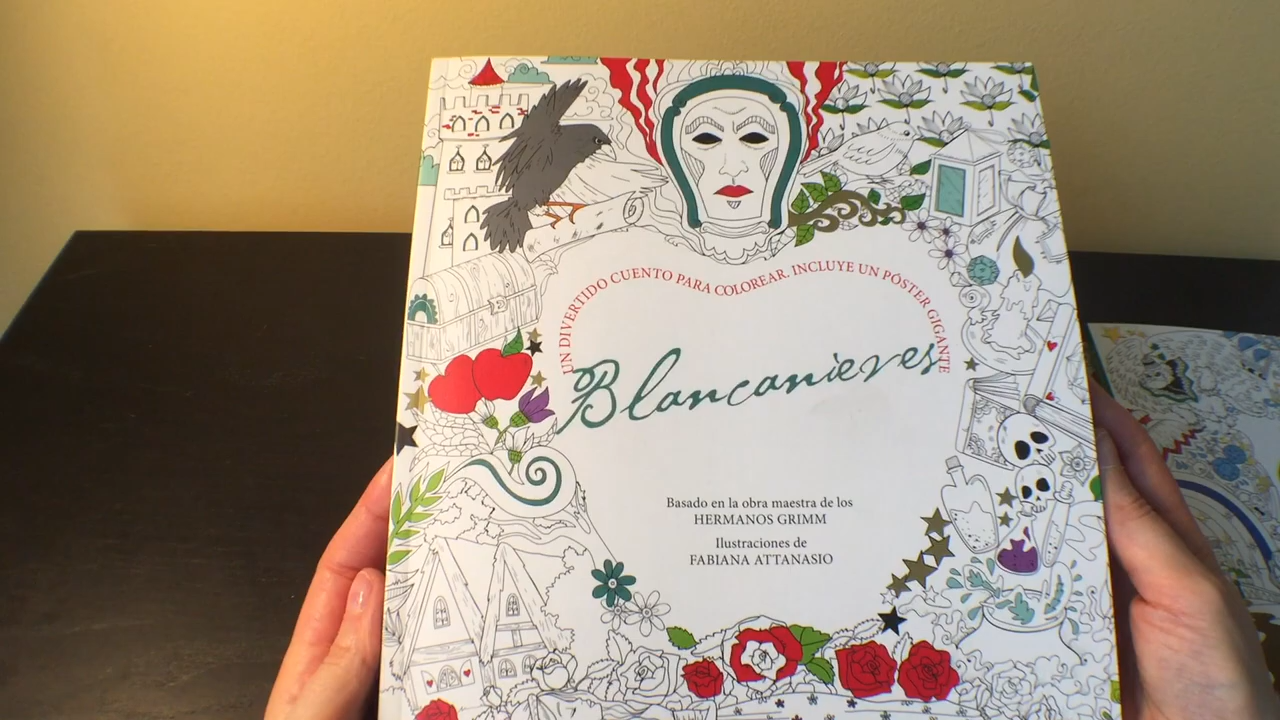 UN DIVERTIDO CUENTO PARA COLOREAR. INCLUYE UN PÓSTER GIGANTE
Blancanieves
Basado en la obra maestra de los
HERMANOS GRIMM
Ilustraciones de
FABIANA ATTANASIO